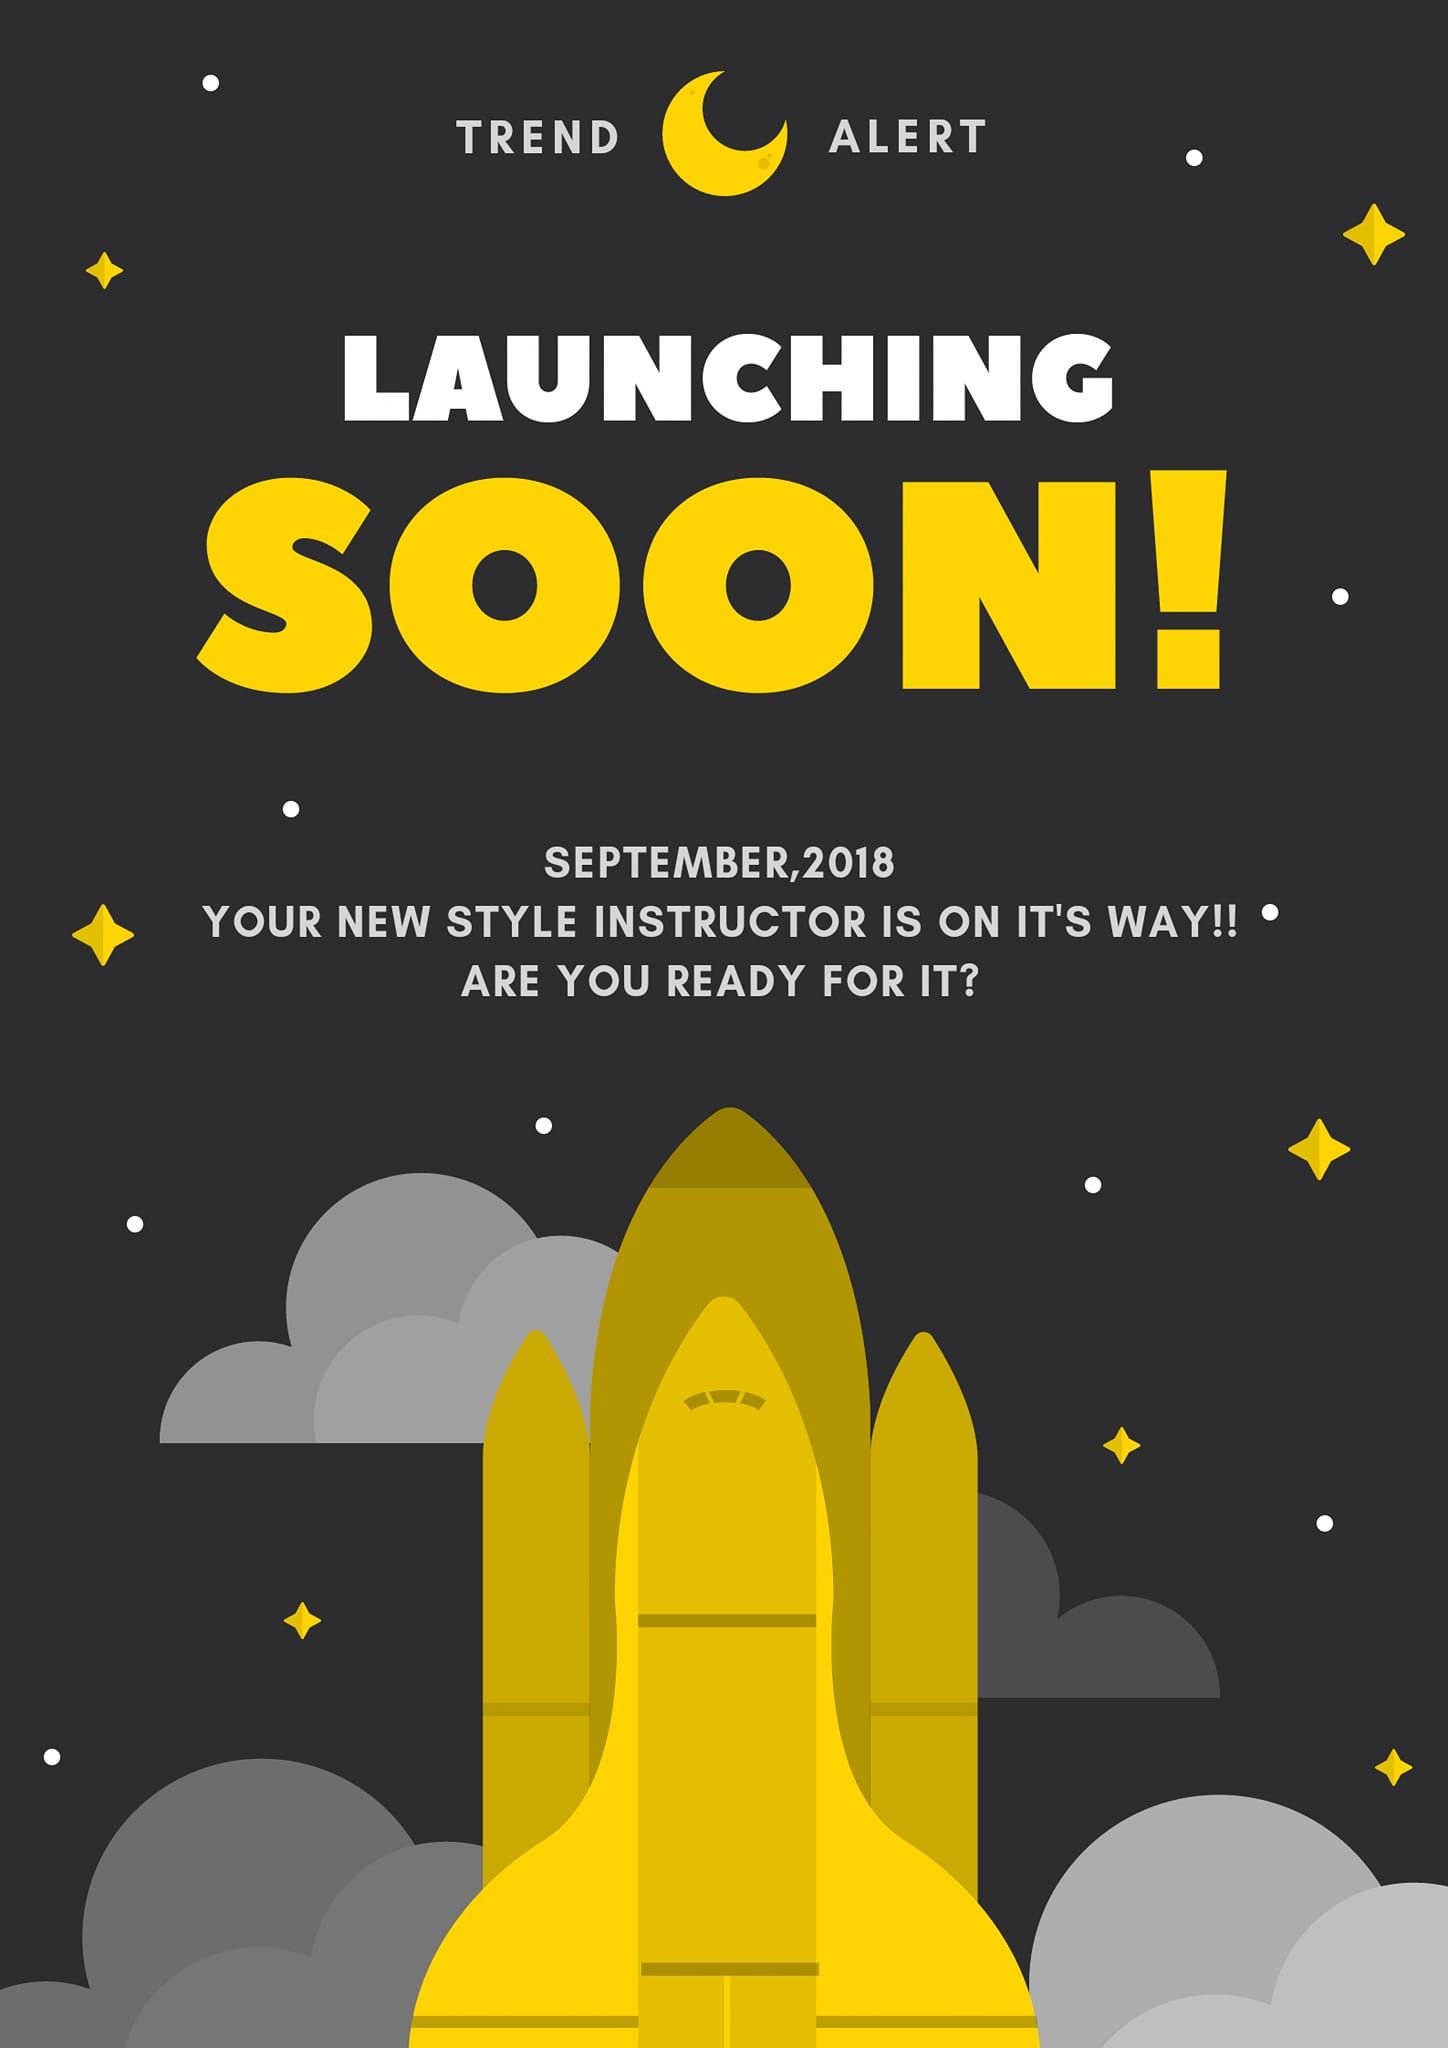 TREND ALERT
LAUNCHING
SOON!
SEPTEMBER,2018
YOUR NEW STYLE INSTRUCTOR IS ON IT'S WAY!!
ARE YOU READY FOR IT?